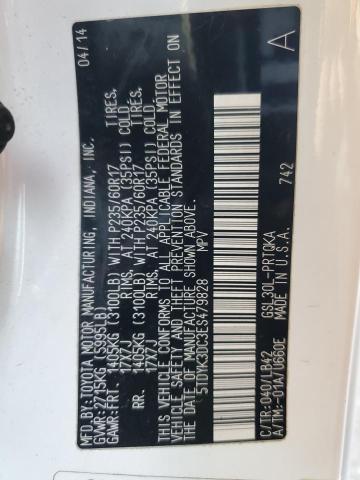 MFD.BY:TOYOTA MOTOR MANUFACTURING, INDIANA, INC. 04/14
GVWR:2715KG(5995LB)
GAWR:FRT. 1405KG(3100LB) WITH P235/60R17 TIRES,
17X7J RIMS, AT 240KPA(35PSI) COLD
RR. 1405KG(3100LB) WITH P235/60R17 TIRES,
17X7J RIMS, AT 240KPA(35PSI) COLD
THIS VEHICLE CONFORMS TO ALL APPLICABLE FEDERAL MOTOR
VEHICLE SAFETY AND THEFT PREVENTION STANDARDS IN EFFECT ON
THE DATE OF MANUFACTURE SHOWN ABOVE.
5TDYK3DC3ES479828 MPV A
742
C/TR:040/LB42 GSL30L-PRTQKA
A/TM:-01A/U660E MADE IN U.S.A.